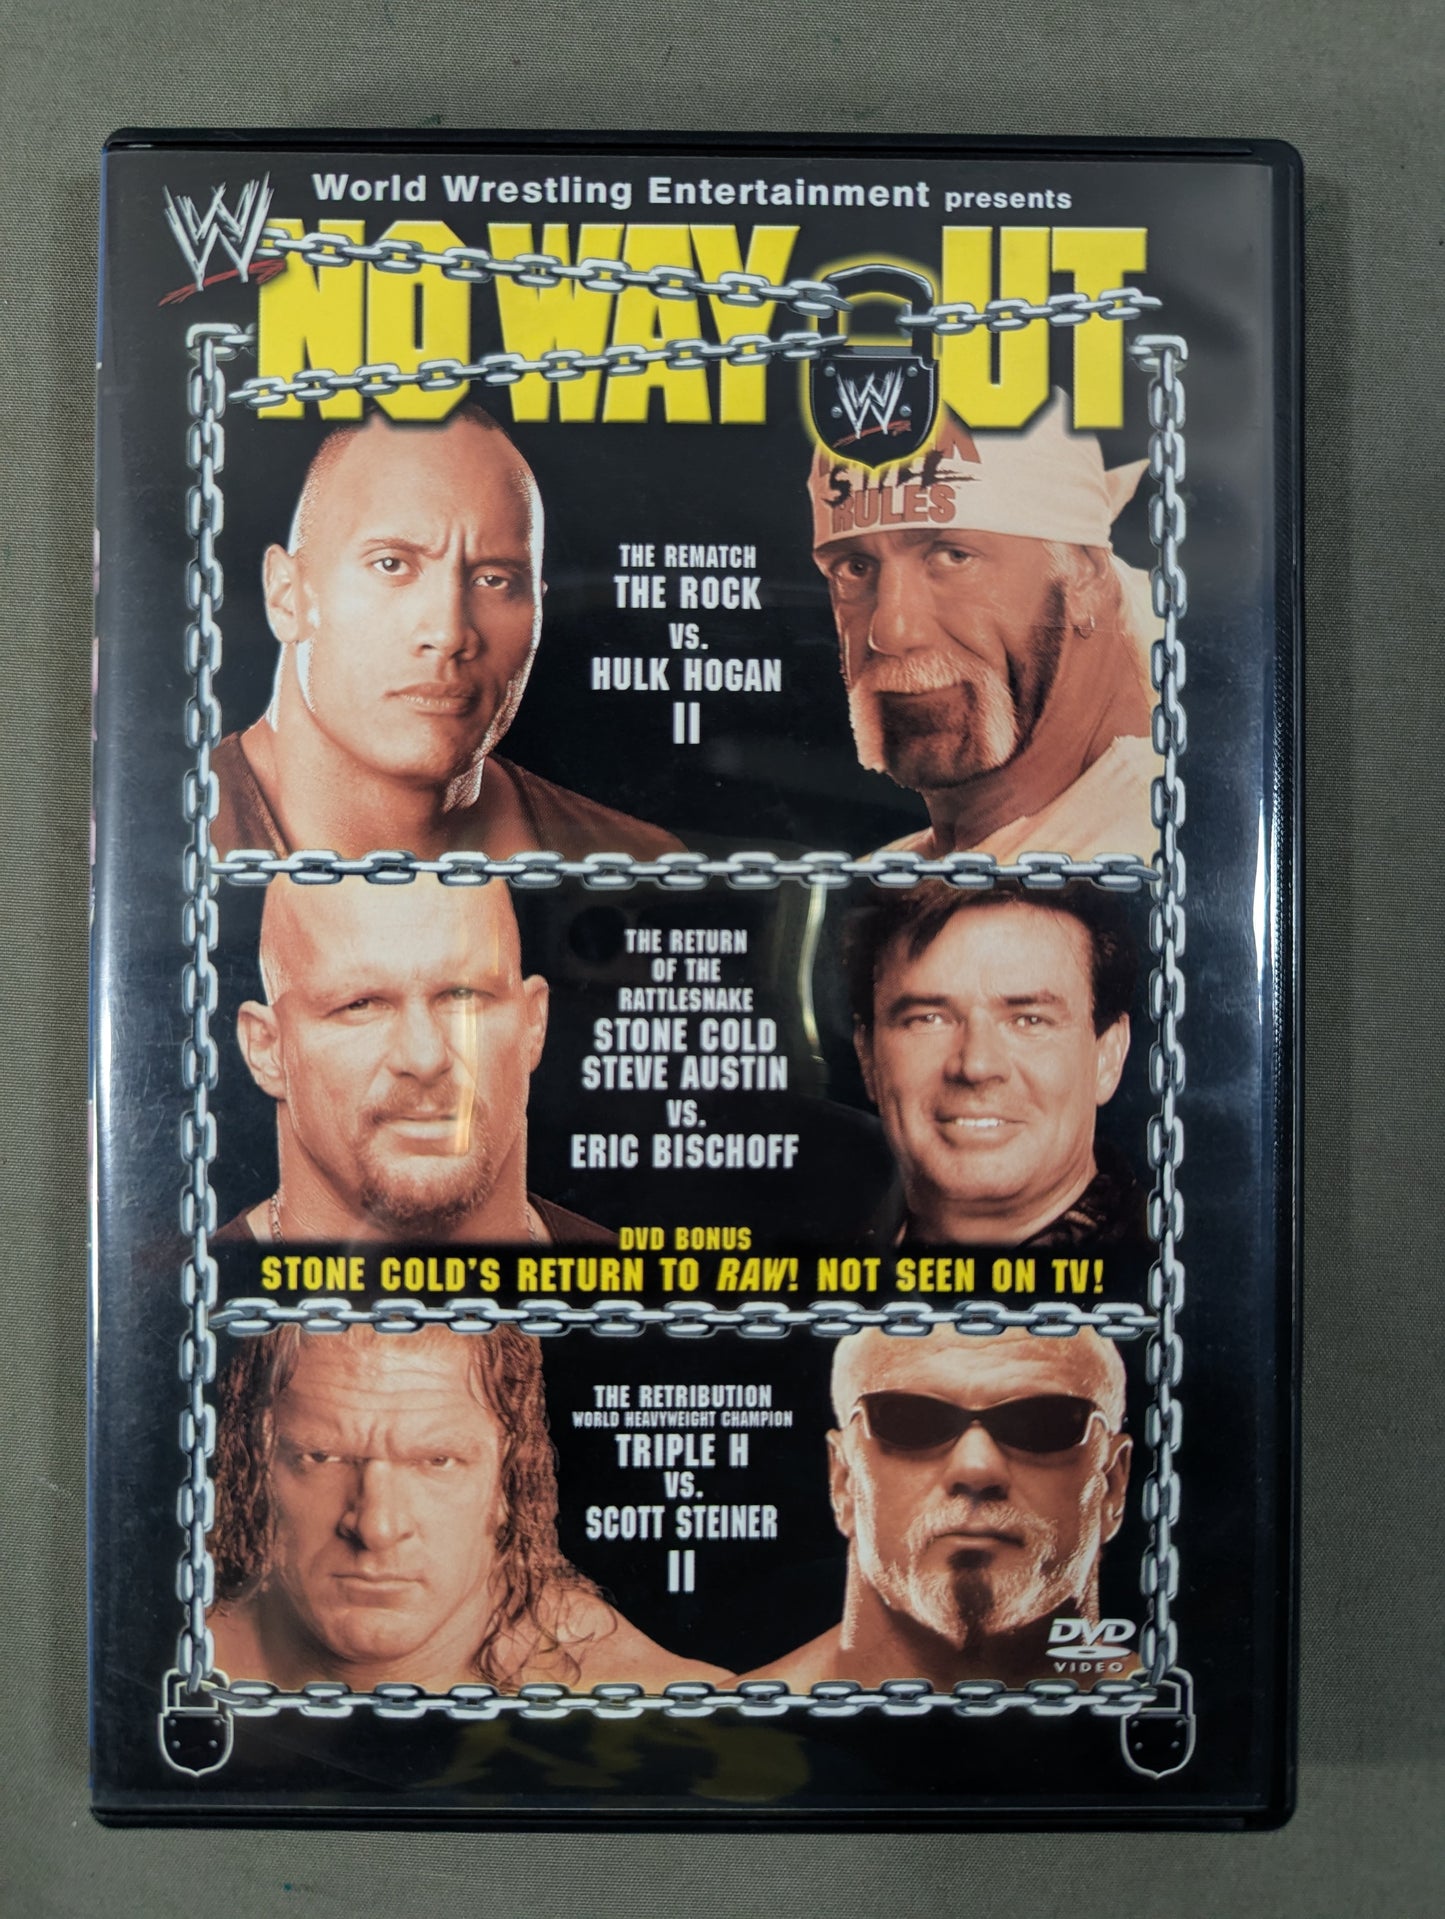 World Wrestling Entertainment presents
W
NO WAY OUT
W
STILL
RULES
THE REMATCH
THE ROCK
VS.
HULK HOGAN
II
THE RETURN
OF THE
RATTLESNAKE
STONE COLD
STEVE AUSTIN
VS.
ERIC BISCHOFF
DVD BONUS
STONE COLD'S RETURN TO RAW! NOT SEEN ON TV!
THE RETRIBUTION
WORLD HEAVYWEIGHT CHAMPION
TRIPLE H
VS.
SCOTT STEINER
II
DVD
VIDEO